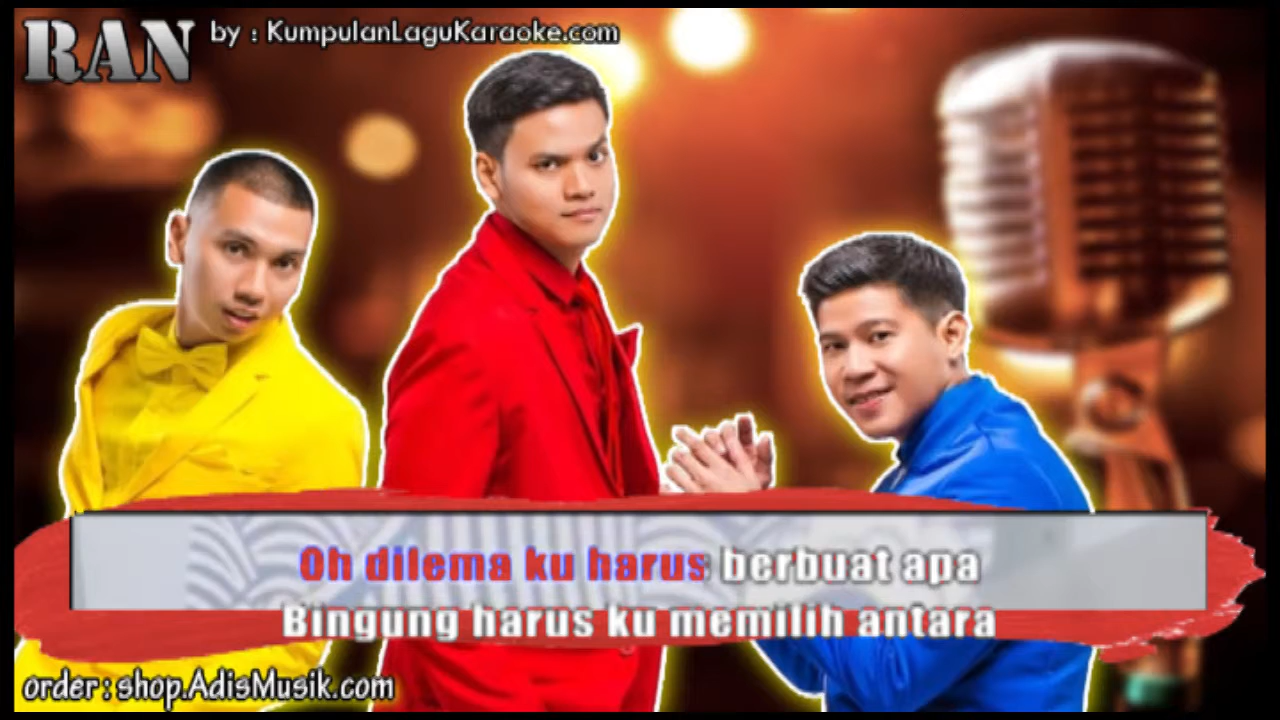 RAN by : KumpulanLaguKaraoke.com
Oh dilema ku harus berbuat apa
Bingung harus ku memilih antara
order : shop.AdisMusik.com